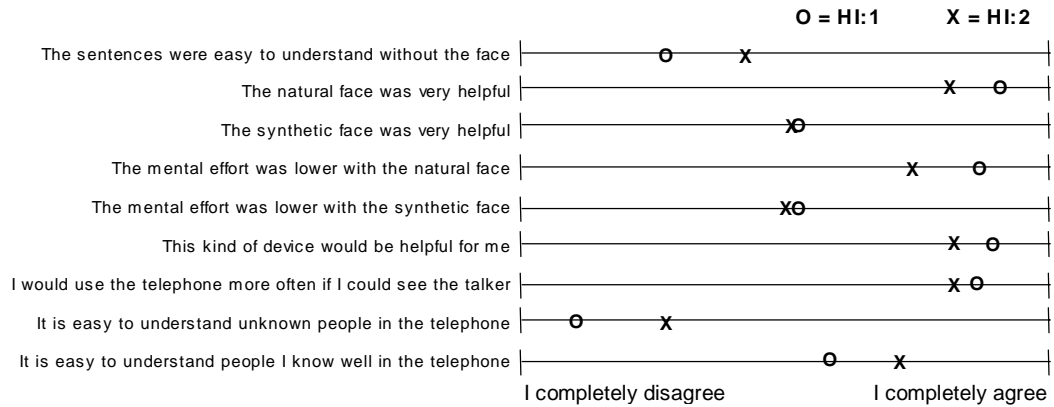 O = HI:1 X = HI:2
The sentences were easy to understand without the face O X
The natural face was very helpful X O
The synthetic face was very helpful X O
The mental effort was lower with the natural face X O
The mental effort was lower with the synthetic face X O
This kind of device would be helpful for me X O
I would use the telephone more often if I could see the talker X O
It is easy to understand unknown people in the telephone O X
It is easy to understand people I know well in the telephone O X
I completely disagree I completely agree